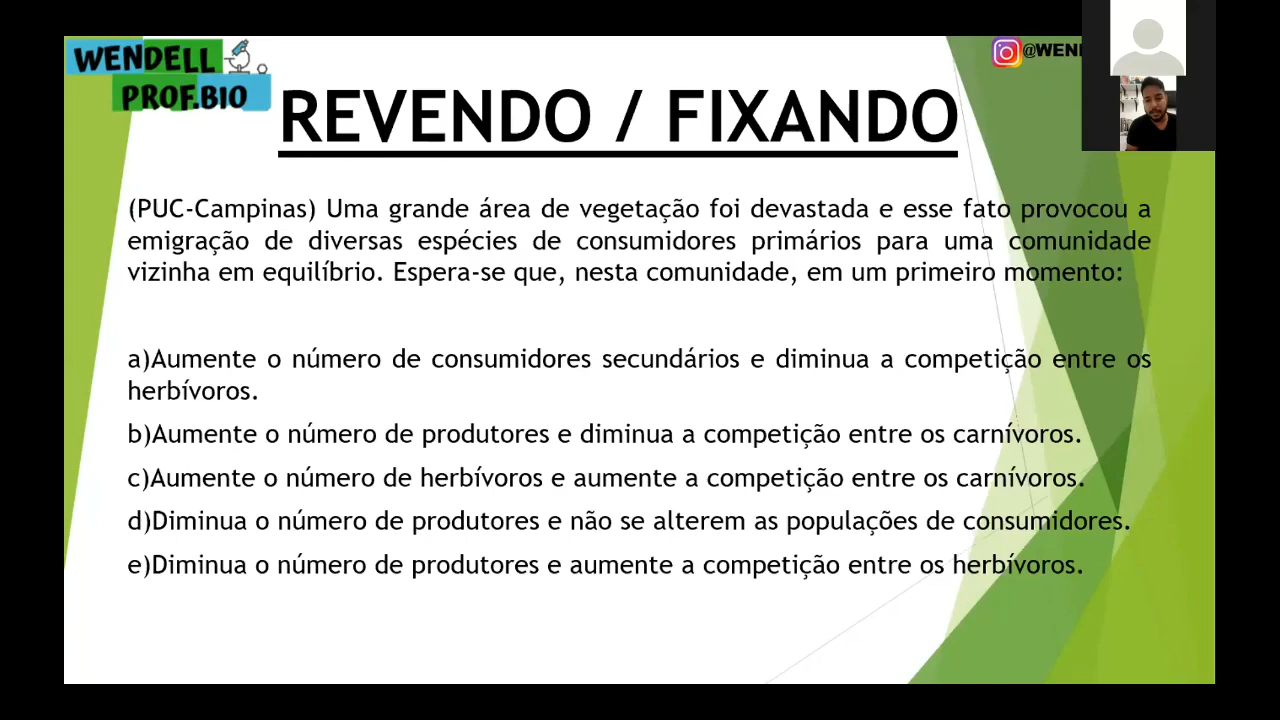 WENDELL
PROF.BIO
REVENDO / FIXANDO
(PUC-Campinas) Uma grande área de vegetação foi devastada e esse fato provocou a
emigração de diversas espécies de consumidores primários para uma comunidade
vizinha em equilíbrio. Espera-se que, nesta comunidade, em um primeiro momento:
a)Aumente o número de consumidores secundários e diminua a competição entre os
herbívoros.
b)Aumente o número de produtores e diminua a competição entre os carnívoros.
c)Aumente o número de herbívoros e aumente a competição entre os carnívoros.
d)Diminua o número de produtores e não se alterem as populações de consumidores.
e)Diminua o número de produtores e aumente a competição entre os herbívoros.